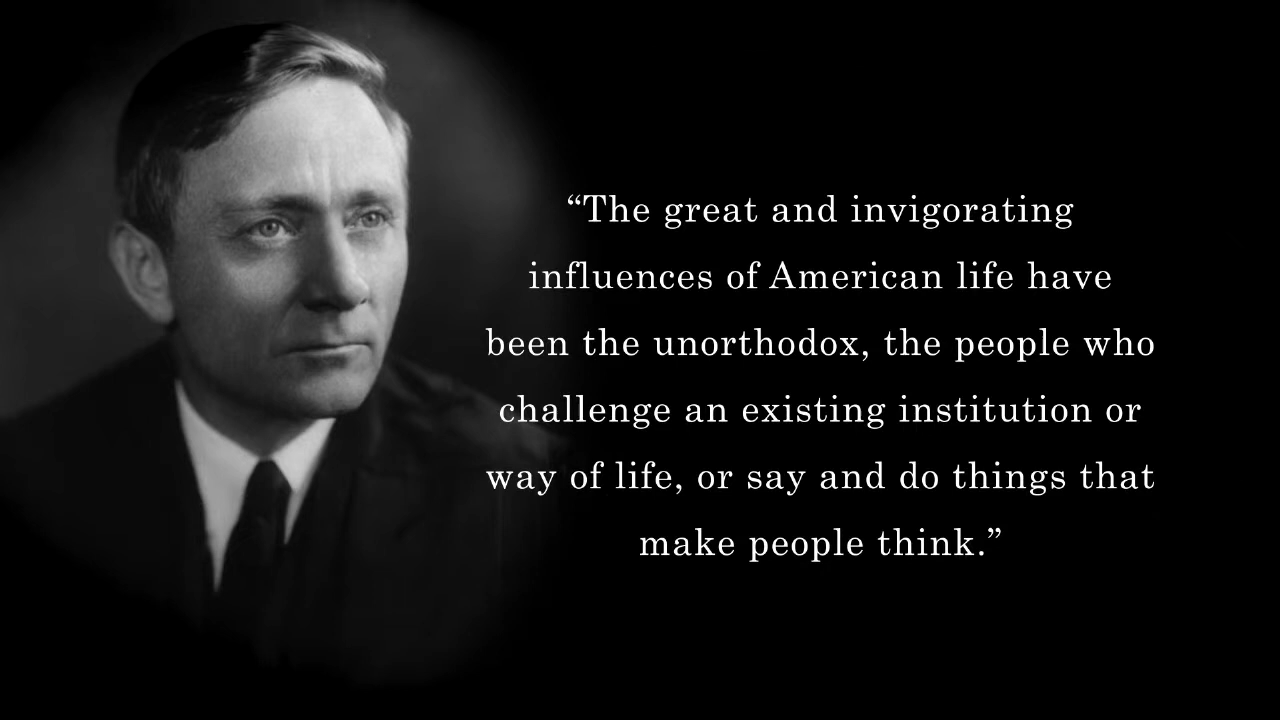 “The great and invigorating
influences of American life have
been the unorthodox, the people who
challenge an existing institution or
way of life, or say and do things that
make people think.”